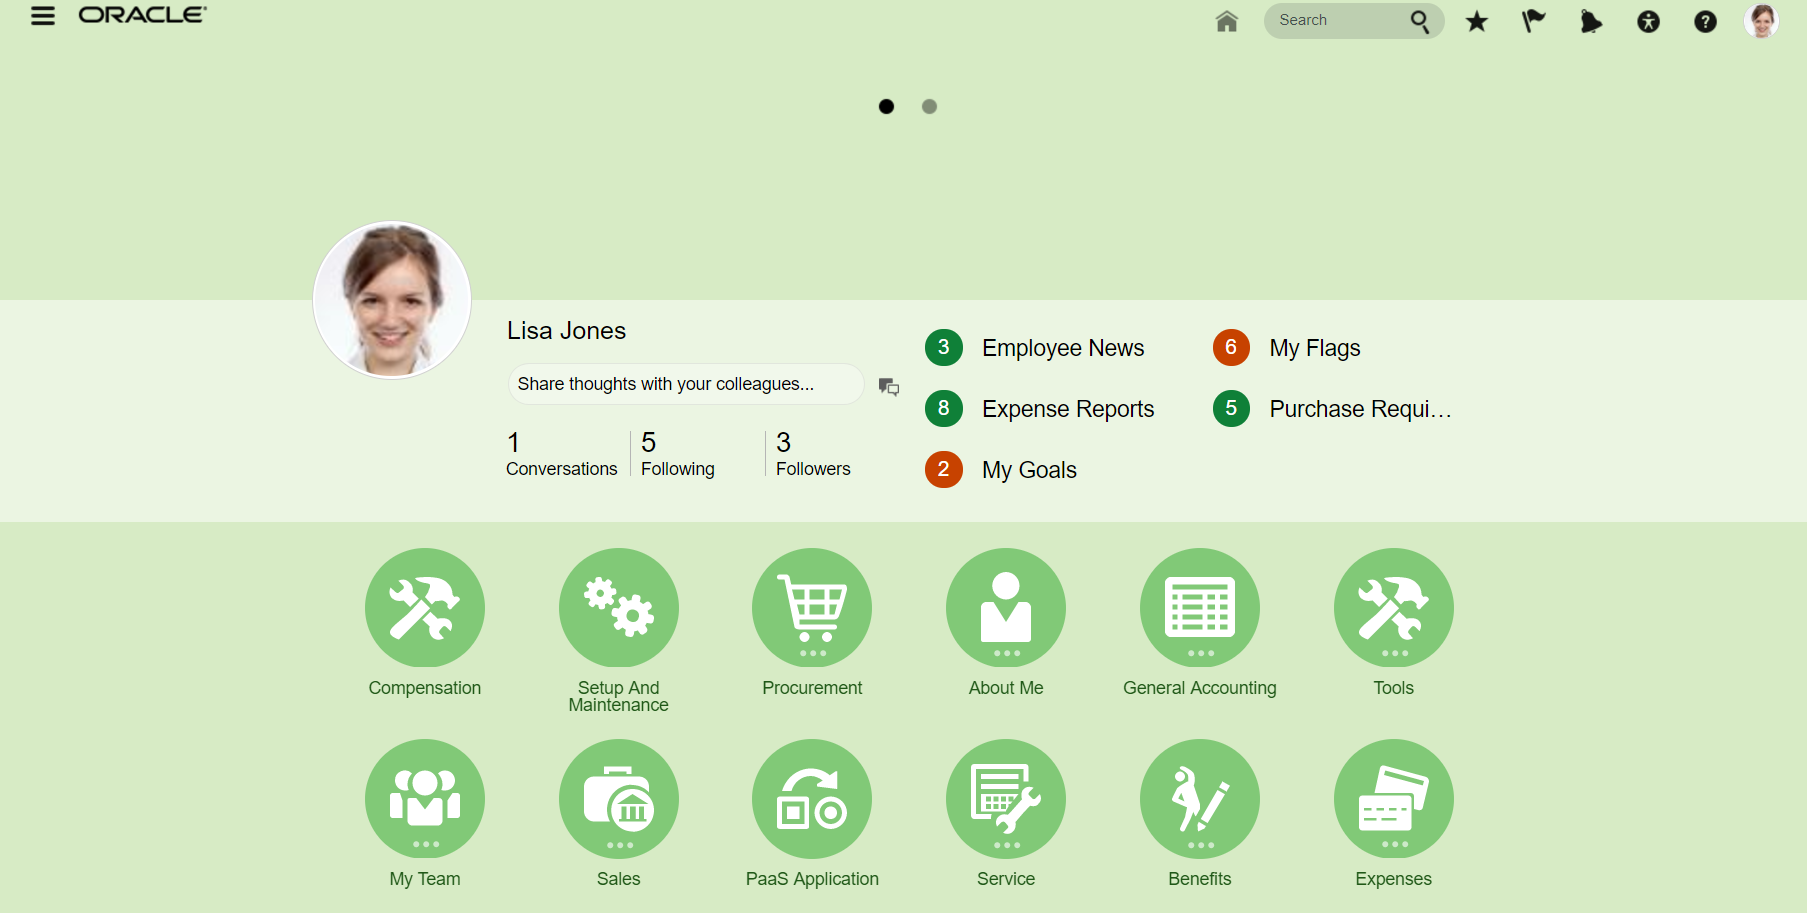 ORACLE
Search
?
Lisa Jones
Share thoughts with your colleagues...
1
Conversations
5
Following
3
Followers
3 Employee News
6 My Flags
8 Expense Reports
5 Purchase Requi...
2 My Goals
Compensation
Setup And
Maintenance
Procurement
About Me
General Accounting
Tools
My Team
Sales
PaaS Application
Service
Benefits
Expenses